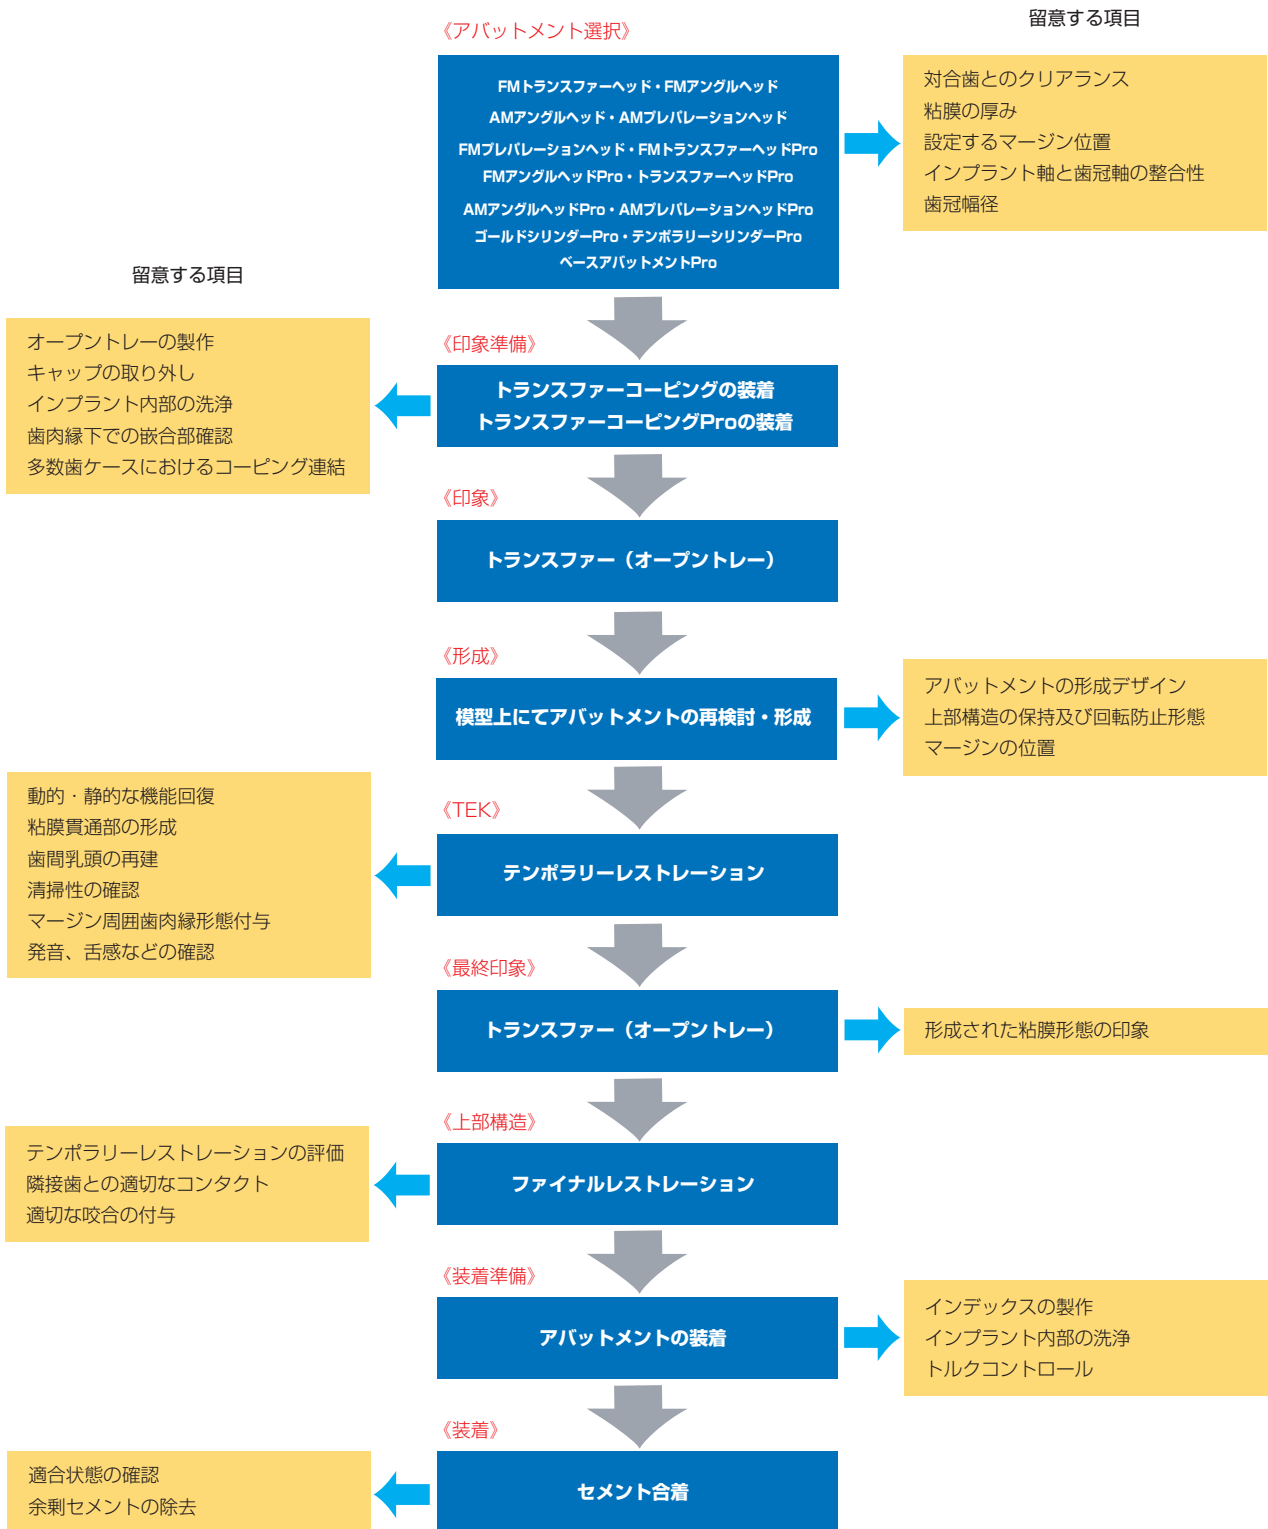 留意する項目
《アバットメント選択》
FMトランスファーヘッド・FMアングルヘッド
AMアングルヘッド・AMプレパレーションヘッド
FMプレパレーションヘッド・FMトランスファーヘッドPro
FMアングルヘッドPro・トランスファーヘッドPro
AMアングルヘッドPro・AMプレパレーションヘッドPro
ゴールドシリンダーPro・テンポラリーシリンダーPro
ベースアバットメントPro
対合歯とのクリアランス
粘膜の厚み
設定するマージン位置
インプラント軸と歯冠軸の整合性
歯冠幅径
留意する項目
《印象準備》
トランスファーコーピングの装着
トランスファーコーピングProの装着
オープントレーの製作
キャップの取り外し
インプラント内部の洗浄
歯肉縁下での嵌合部確認
多数歯ケースにおけるコーピング連結
《印象》
トランスファー（オープントレー）
《形成》
模型上にてアバットメントの再検討・形成
アバットメントの形成デザイン
上部構造の保持及び回転防止形態
マージンの位置
《TEK》
テンポラリーレストレーション
動的・静的な機能回復
粘膜貫通部の形成
歯間乳頭の再建
清掃性の確認
マージン周囲歯肉縁形態付与
発音、舌感などの確認
《最終印象》
トランスファー（オープントレー）
形成された粘膜形態の印象
《上部構造》
ファイナルレストレーション
テンポラリーレストレーションの評価
隣接歯との適切なコンタクト
適切な咬合の付与
《装着準備》
アバットメントの装着
インデックスの製作
インプラント内部の洗浄
トルクコントロール
《装着》
セメント合着
適合状態の確認
余剰セメントの除去